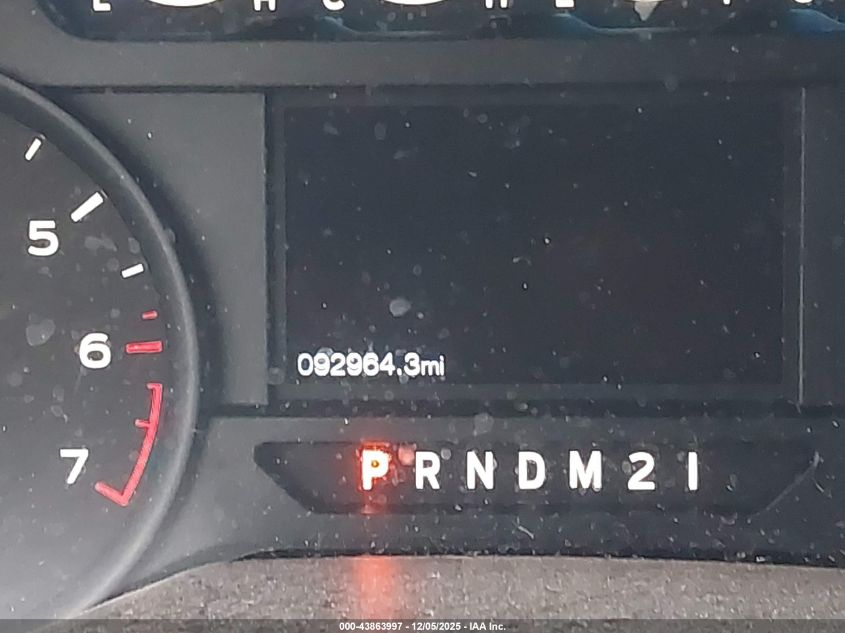 E H C H E
5
6
7
092964.3mi
P R N D M 2 1
000-43863997 - 12/05/2025 - IAA Inc.